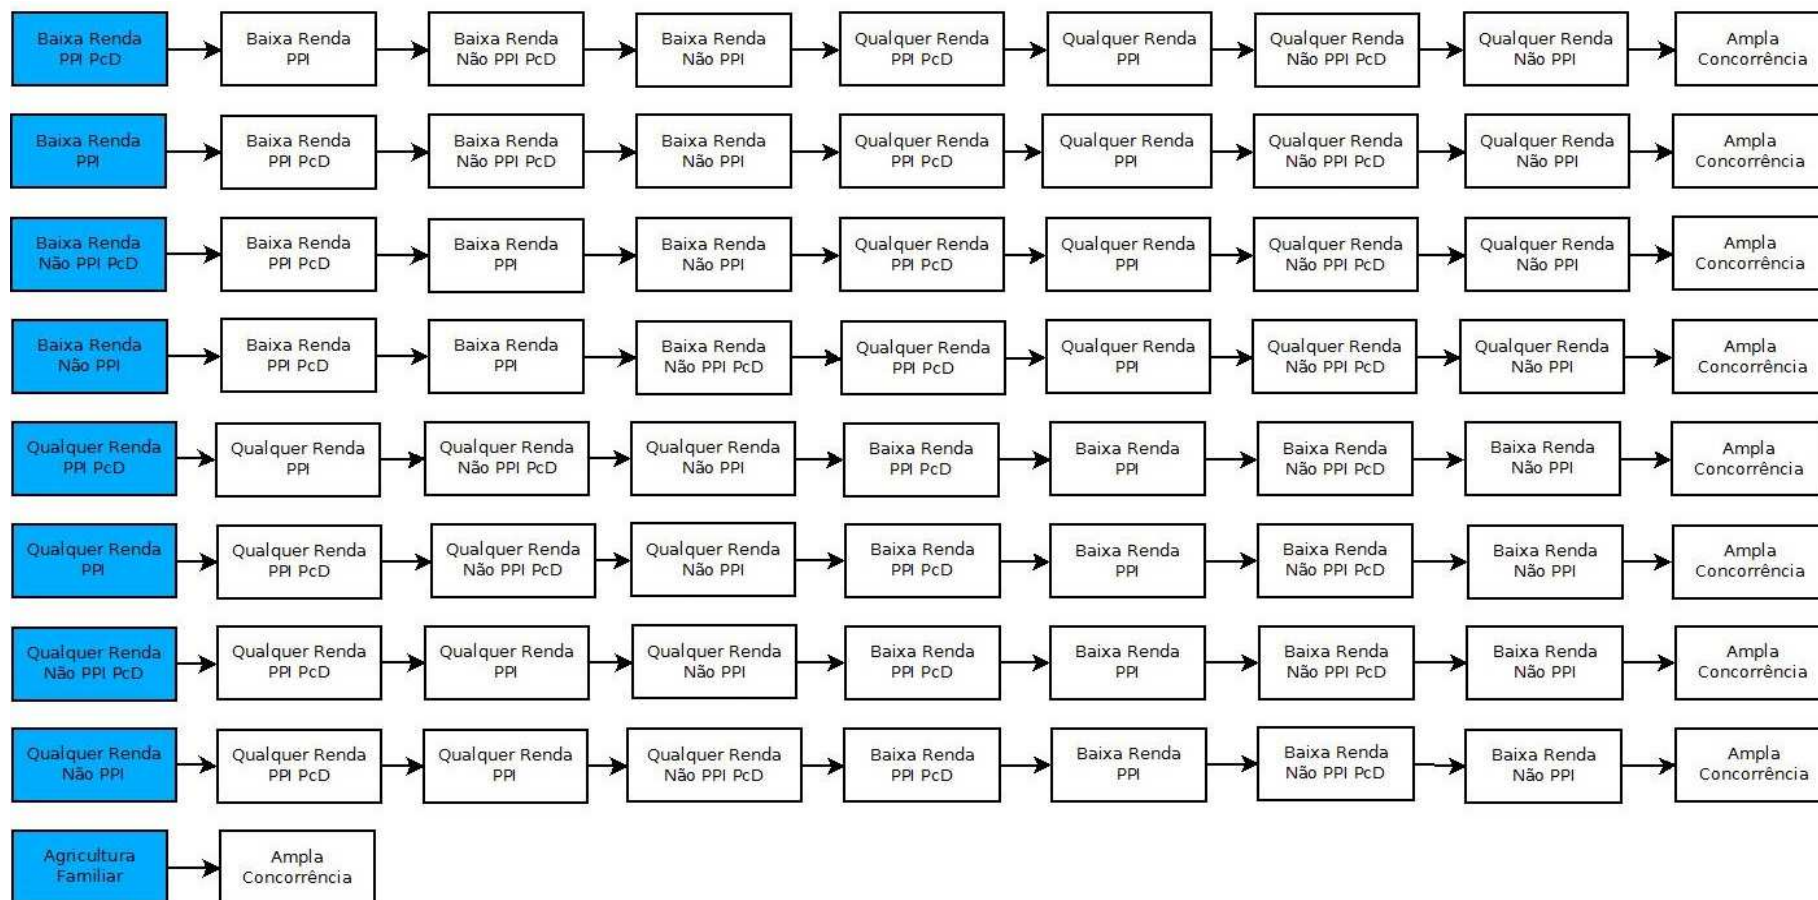 Baixa Renda
PPI PcD
Baixa Renda
PPI
Baixa Renda
Não PPI PcD
Baixa Renda
Não PPI
Qualquer Renda
PPI PcD
Qualquer Renda
PPI
Qualquer Renda
Não PPI PcD
Qualquer Renda
Não PPI
Ampla
Concorrência
Baixa Renda
PPI
Baixa Renda
PPI PcD
Baixa Renda
Não PPI PcD
Baixa Renda
Não PPI
Qualquer Renda
PPI PcD
Qualquer Renda
PPI
Qualquer Renda
Não PPI PcD
Qualquer Renda
Não PPI
Ampla
Concorrência
Baixa Renda
Não PPI PcD
Baixa Renda
PPI PcD
Baixa Renda
PPI
Baixa Renda
Não PPI
Qualquer Renda
PPI PcD
Qualquer Renda
PPI
Qualquer Renda
Não PPI PcD
Qualquer Renda
Não PPI
Ampla
Concorrência
Baixa Renda
Não PPI
Baixa Renda
PPI PcD
Baixa Renda
PPI
Baixa Renda
Não PPI PcD
Qualquer Renda
PPI PcD
Qualquer Renda
PPI
Qualquer Renda
Não PPI PcD
Qualquer Renda
Não PPI
Ampla
Concorrência
Qualquer Renda
PPI PcD
Qualquer Renda
PPI
Qualquer Renda
Não PPI PcD
Qualquer Renda
Não PPI
Baixa Renda
PPI PcD
Baixa Renda
PPI
Baixa Renda
Não PPI PcD
Baixa Renda
Não PPI
Ampla
Concorrência
Qualquer Renda
PPI
Qualquer Renda
PPI PcD
Qualquer Renda
Não PPI PcD
Qualquer Renda
Não PPI
Baixa Renda
PPI PcD
Baixa Renda
PPI
Baixa Renda
Não PPI PcD
Baixa Renda
Não PPI
Ampla
Concorrência
Qualquer Renda
Não PPI PcD
Qualquer Renda
PPI PcD
Qualquer Renda
PPI
Qualquer Renda
Não PPI
Baixa Renda
PPI PcD
Baixa Renda
PPI
Baixa Renda
Não PPI PcD
Baixa Renda
Não PPI
Ampla
Concorrência
Qualquer Renda
Não PPI
Qualquer Renda
PPI PcD
Qualquer Renda
PPI
Qualquer Renda
Não PPI PcD
Baixa Renda
PPI PcD
Baixa Renda
PPI
Baixa Renda
Não PPI PcD
Baixa Renda
Não PPI
Ampla
Concorrência
Agricultura
Familiar
Ampla
Concorrência